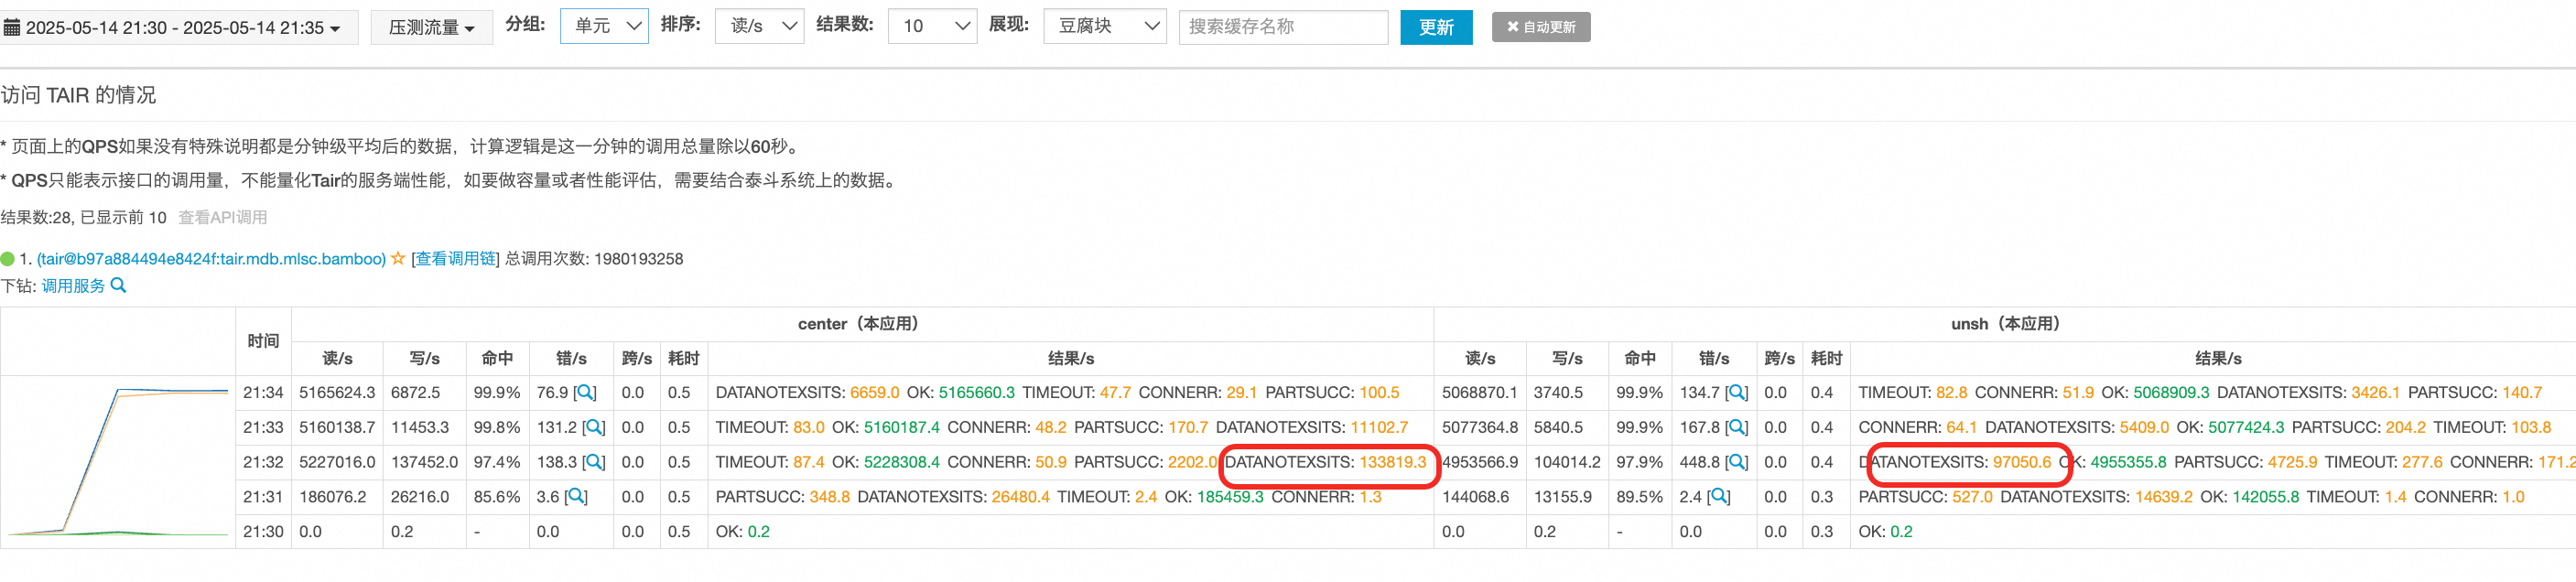 2025-05-14 21:30 - 2025-05-14 21:35 压测流量 分组: 单元 排序: 读/s 结果数: 10 展现: 豆腐块 搜索缓存名称 更新 ✖ 自动更新
访问 TAIR 的情况
* 页面上的QPS如果没有特殊说明都是分钟级平均后的数据，计算逻辑是这一分钟的调用总量除以60秒。
* QPS只能表示接口的调用量，不能量化Tair的服务端性能，如要做容量或者性能评估，需要结合泰斗系统上的数据。
结果数:28, 已显示前 10 查看API调用
1. (tair@b97a884494e8424f:tair.mdb.mlsc.bamboo) [查看调用链] 总调用次数: 1980193258
下钻: 调用服务
时间 center（本应用） unsh（本应用）
读/s 写/s 命中 错/s 跨/s 耗时 结果/s 读/s 写/s 命中 错/s 跨/s 耗时 结果/s
21:34 5165624.3 6872.5 99.9% 76.9 [] 0.0 0.5 DATANOTEXSITS: 6659.0 OK: 5165660.3 TIMEOUT: 47.7 CONNERR: 29.1 PARTSUCC: 100.5 5068870.1 3740.5 99.9% 134.7 [] 0.0 0.4 TIMEOUT: 82.8 CONNERR: 51.9 OK: 5068909.3 DATANOTEXSITS: 3426.1 PARTSUCC: 140.7
21:33 5160138.7 11453.3 99.8% 131.2 [] 0.0 0.5 TIMEOUT: 83.0 OK: 5160187.4 CONNERR: 48.2 PARTSUCC: 170.7 DATANOTEXSITS: 11102.7 5077364.8 5840.5 99.9% 167.8 [] 0.0 0.4 CONNERR: 64.1 DATANOTEXSITS: 5409.0 OK: 5077424.3 PARTSUCC: 204.2 TIMEOUT: 103.8
21:32 5227016.0 137452.0 97.4% 138.3 [] 0.0 0.5 TIMEOUT: 87.4 OK: 5228308.4 CONNERR: 50.9 PARTSUCC: 2202.0 DATANOTEXSITS: 133819.3 4953566.9 104014.2 97.9% 448.8 [] 0.0 0.4 DATANOTEXSITS: 97050.6 OK: 4955355.8 PARTSUCC: 4725.9 TIMEOUT: 277.6 CONNERR: 171.2
21:31 186076.2 26216.0 85.6% 3.6 [] 0.0 0.5 PARTSUCC: 348.8 DATANOTEXSITS: 26480.4 TIMEOUT: 2.4 OK: 185459.3 CONNERR: 1.3 144068.6 13155.9 89.5% 2.4 [] 0.0 0.3 PARTSUCC: 527.0 DATANOTEXSITS: 14639.2 OK: 142055.8 TIMEOUT: 1.4 CONNERR: 1.0
21:30 0.0 0.2 - 0.0 0.0 0.5 OK: 0.2 0.0 0.2 - 0.0 0.0 0.3 OK: 0.2